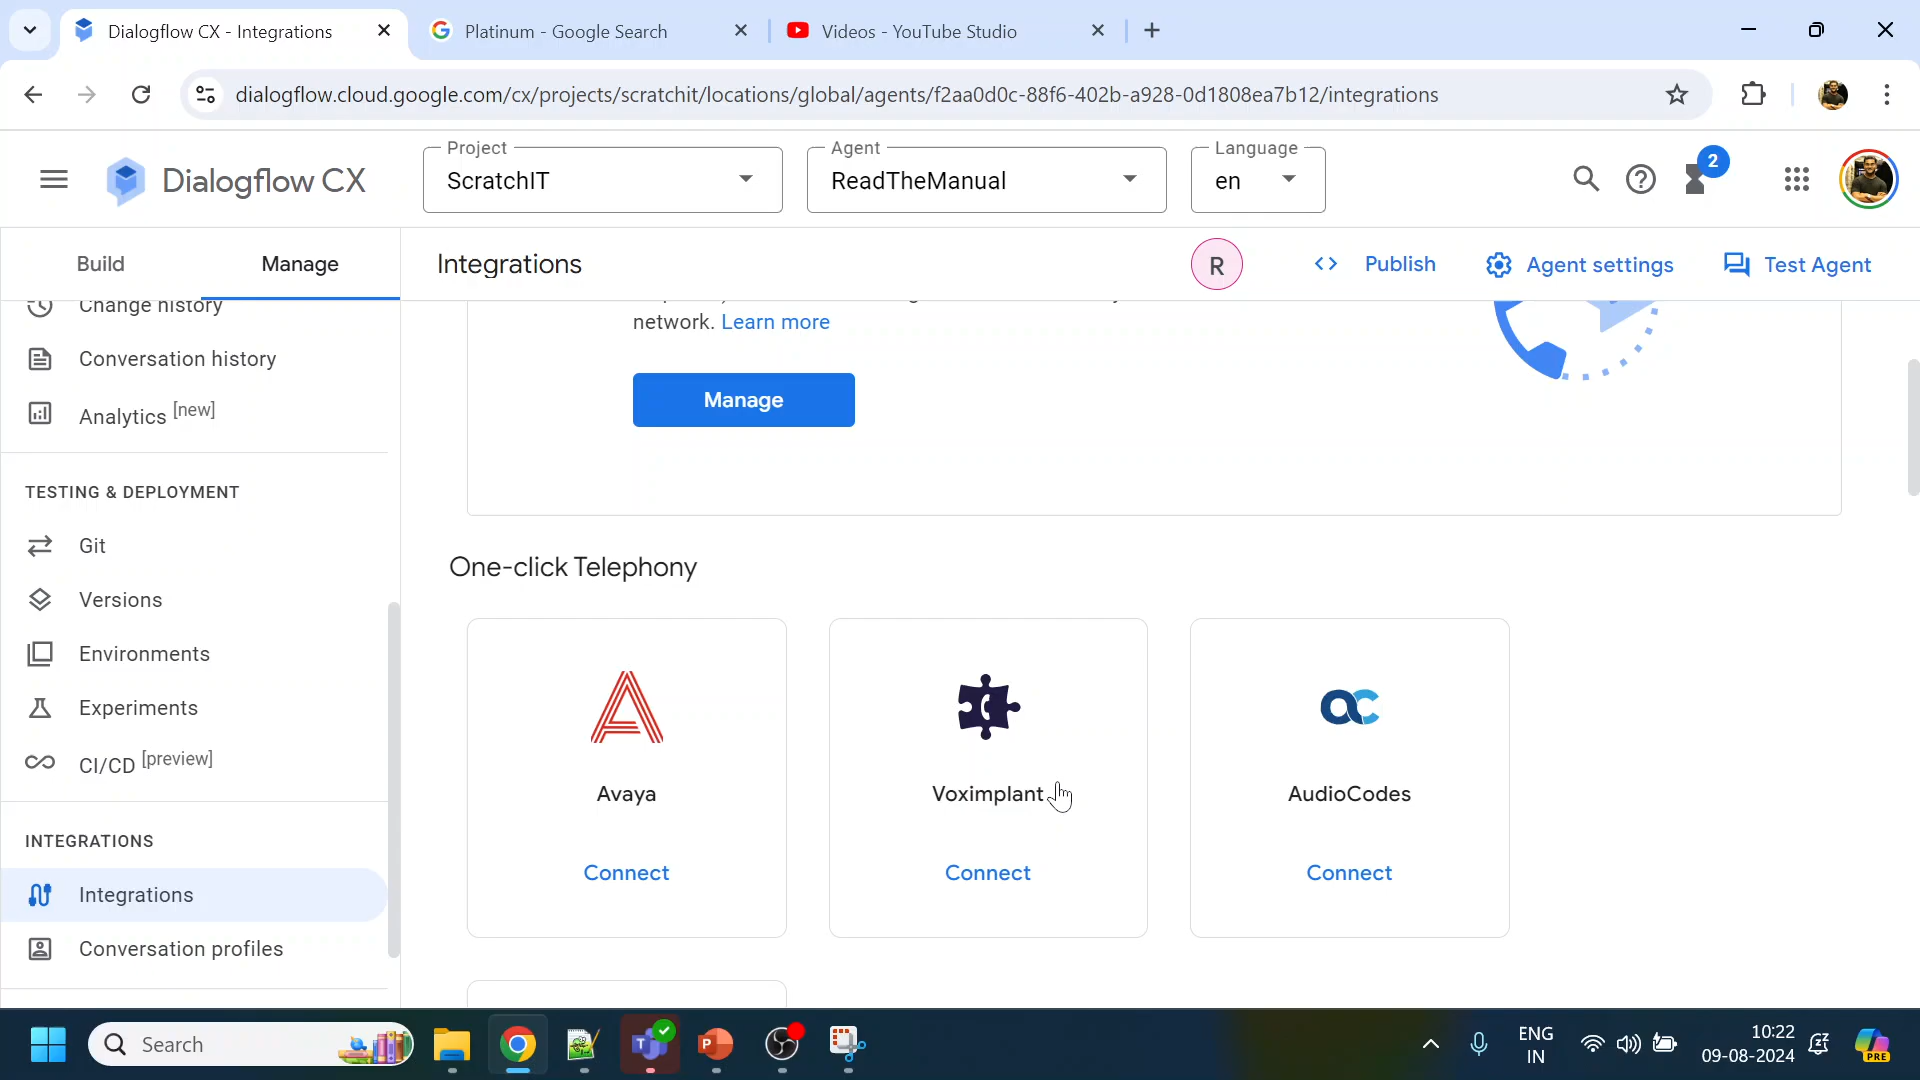 Dialogflow CX - Integrations
Platinum - Google Search
Videos - YouTube Studio
dialogflow.cloud.google.com/cx/projects/scratchit/locations/global/agents/f2aa0d0c-88f6-402b-a928-0d1808ea7b12/integrations
Dialogflow CX
Project
ScratchIT
Agent
ReadTheManual
Language
en
2
Build
Manage
Integrations
R
Publish
Agent settings
Test Agent
Change history
Conversation history
Analytics [new]
TESTING & DEPLOYMENT
Git
Versions
Environments
Experiments
CI/CD [preview]
INTEGRATIONS
Integrations
Conversation profiles
network. Learn more
Manage
One-click Telephony
Avaya
Connect
Voximplant
Connect
AudioCodes
Connect
Search
ENG
IN
10:22
09-08-2024
PRE